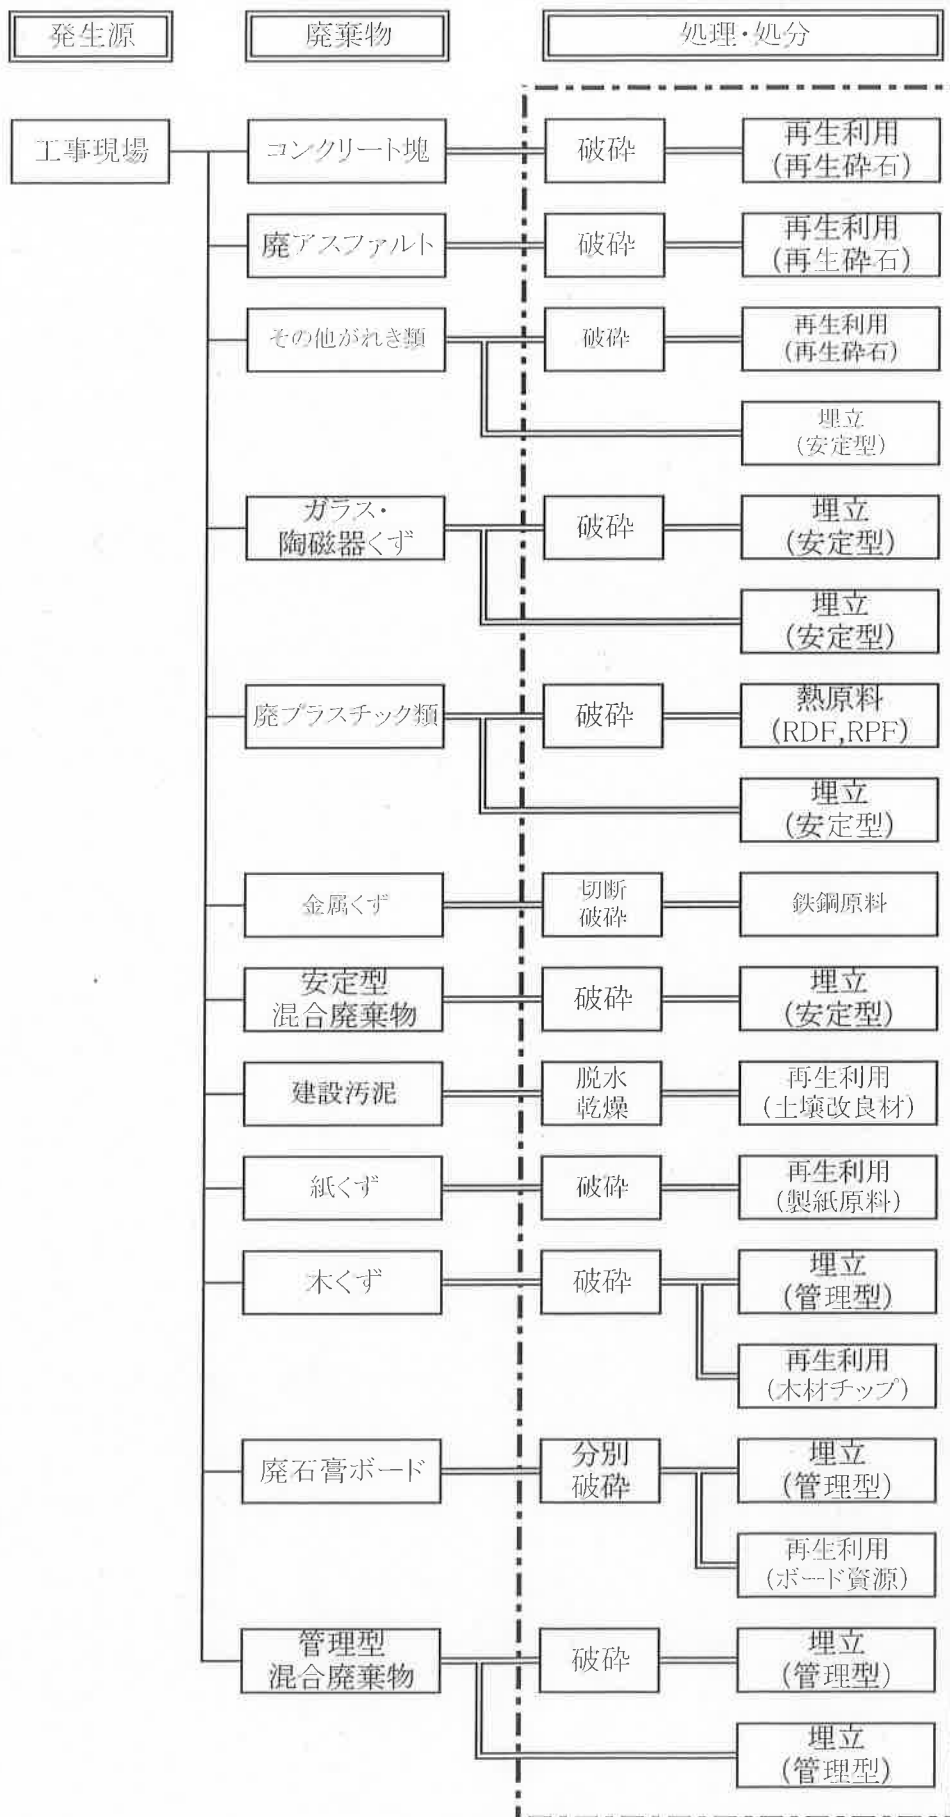 発生源
廃棄物
処理・処分
工事現場
コンクリート塊
破砕
再生利用
(再生砕石)
廃アスファルト
破砕
再生利用
(再生砕石)
その他がれき類
破砕
再生利用
(再生砕石)
埋立
(安定型)
ガラス・
陶磁器くず
破砕
埋立
(安定型)
埋立
(安定型)
廃プラスチック類
破砕
熱原料
(RDF,RPF)
埋立
(安定型)
金属くず
切断
破砕
鉄鋼原料
安定型
混合廃棄物
破砕
埋立
(安定型)
建設汚泥
脱水
乾燥
再生利用
(土壌改良材)
紙くず
破砕
再生利用
(製紙原料)
木くず
破砕
埋立
(管理型)
再生利用
(木材チップ)
廃石膏ボード
分別
破砕
埋立
(管理型)
再生利用
(ボード資源)
管理型
混合廃棄物
破砕
埋立
(管理型)
埋立
(管理型)